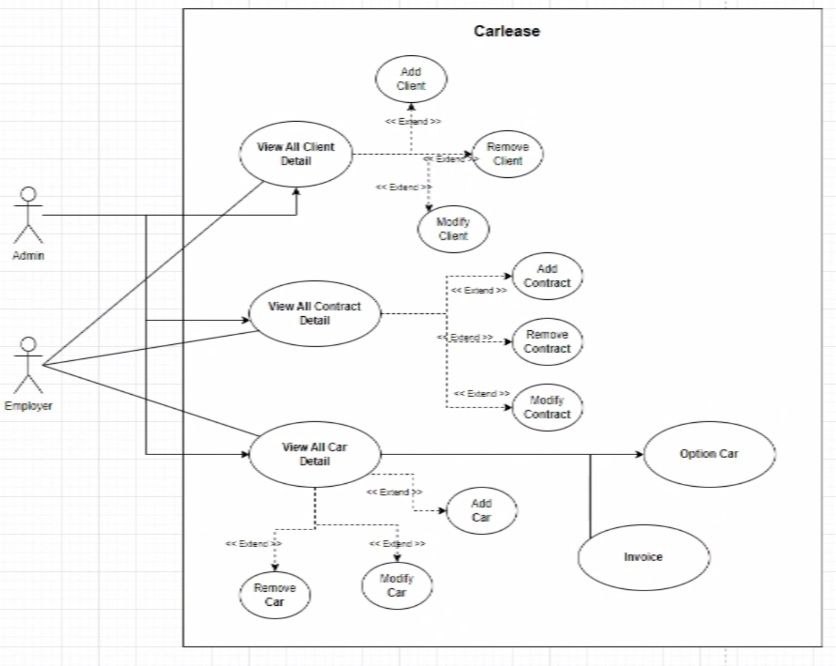 Carlease
Add
Client
<< Extend >>
View All Client
Detail
<< Extend >>
Remove
Client
<< Extend >>
Modify
Client
Admin
Add
Contract
<< Extend >>
View All Contract
Detail
<< Extend >>
Remove
Contract
<< Extend >>
Modify
Contract
Employer
View All Car
Detail
Option Car
<< Extend >>
Add
Car
<< Extend >>
<< Extend >>
Invoice
Remove
Car
Modify
Car